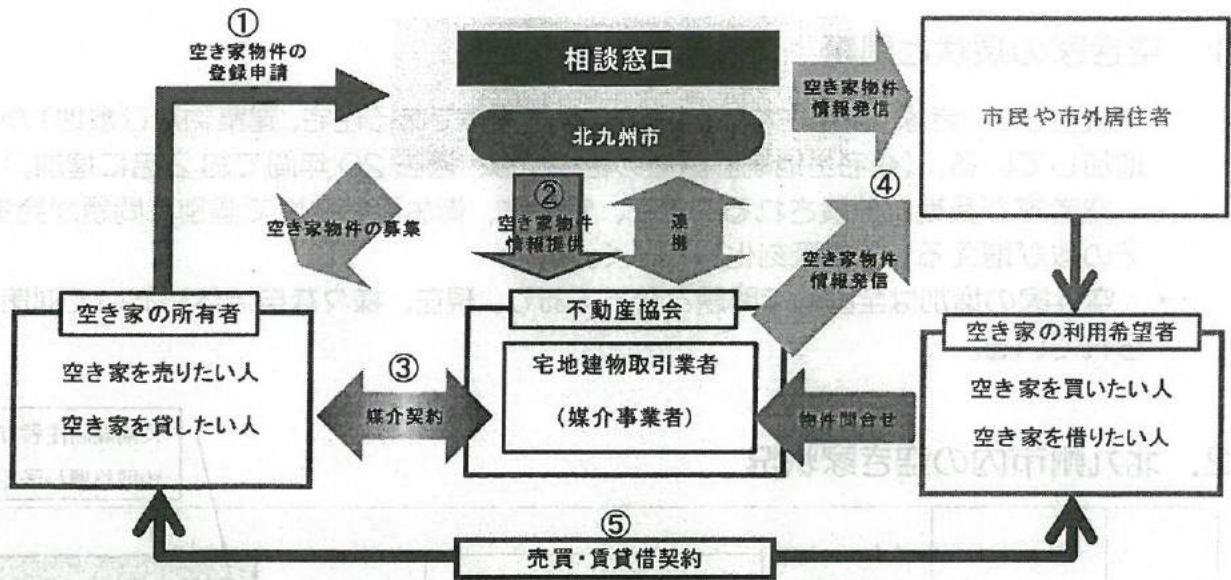 ①
空き家物件の
登録申請
相談窓口
北九州市
空き家物件
情報発信
市民や市外居住者
空き家物件の募集
②
空き家物件
情報提供
連携
④
空き家物件
情報発信
空き家の所有者
空き家を売りたい人
空き家を貸したい人
③
媒介契約
不動産協会
宅地建物取引業者
(媒介事業者)
物件問合せ
空き家の利用希望者
空き家を買いたい人
空き家を借りたい人
⑤
売買・賃貸借契約